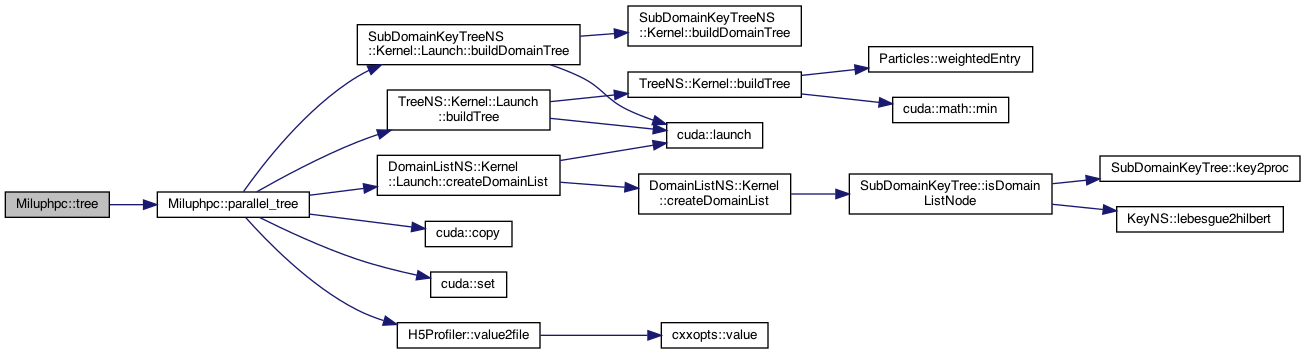 Miluphpc::tree
Miluphpc::parallel_tree
SubDomainKeyTreeNS
::Kernel::Launch::buildDomainTree
TreeNS::Kernel::Launch
::buildTree
DomainListNS::Kernel
::Launch::createDomainList
cuda::copy
cuda::set
H5Profiler::value2file
SubDomainKeyTreeNS
::Kernel::buildDomainTree
TreeNS::Kernel::buildTree
cuda::launch
DomainListNS::Kernel
::createDomainList
cxxopts::value
Particles::weightedEntry
cuda::math::min
SubDomainKeyTree::isDomain
ListNode
SubDomainKeyTree::key2proc
KeyNS::lebesgue2hilbert